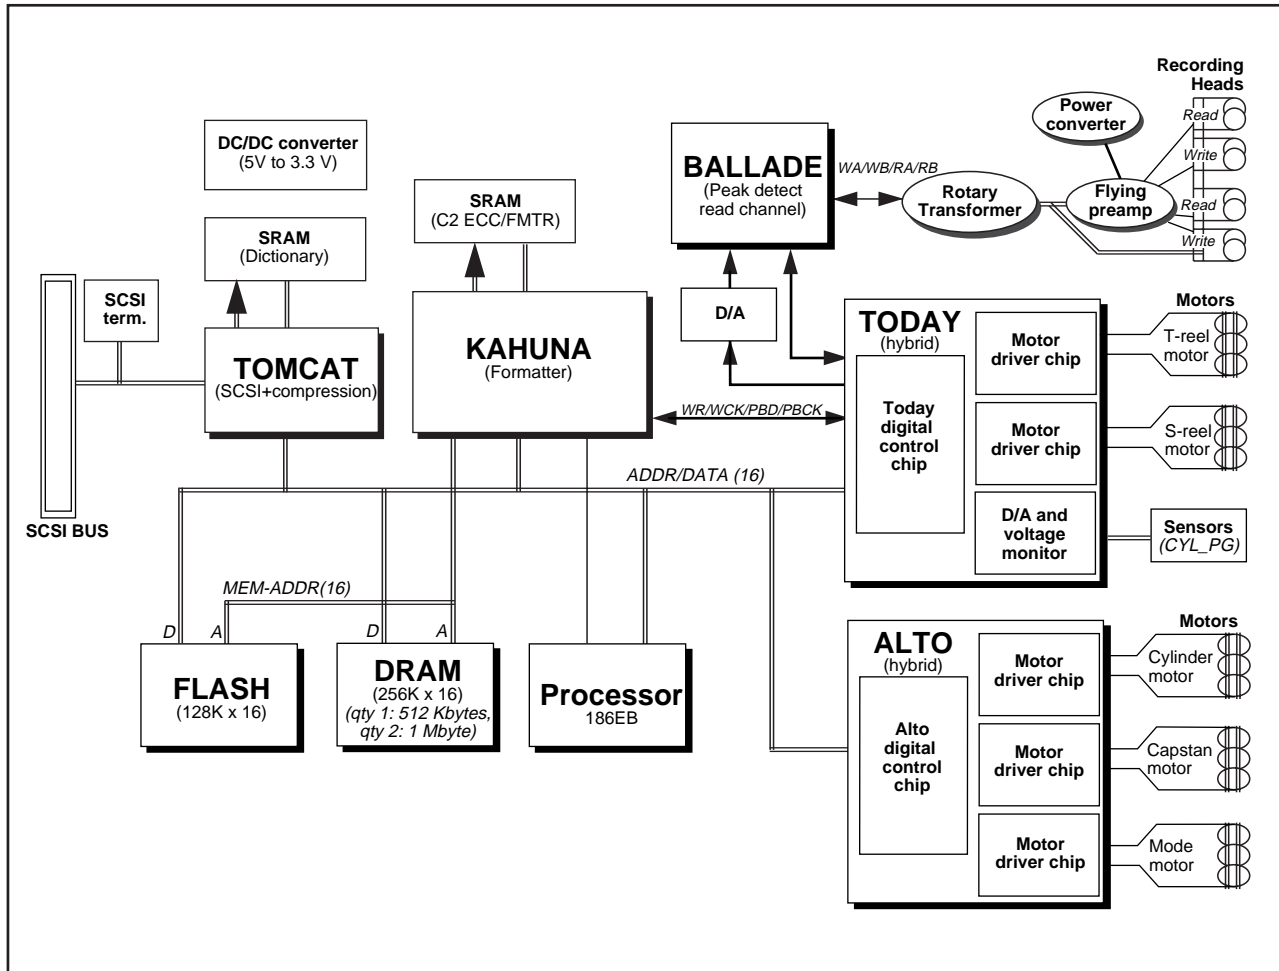 Recording
Heads
Power
converter
Read
Write
Read
Write
DC/DC converter
(5V to 3.3 V)
BALLADE
(Peak detect
read channel)
WA/WB/RA/RB
Rotary
Transformer
Flying
preamp
SRAM
(C2 ECC/FMTR)
SRAM
(Dictionary)
SCSI
term.
D/A
TOMCAT
(SCSI+compression)
KAHUNA
(Formatter)
WR/WCK/PBD/PBCK
ADDR/DATA (16)
SCSI BUS
TODAY
(hybrid)
Today
digital
control
chip
Motor
driver chip
Motor
driver chip
D/A and
voltage
monitor
Motors
T-reel
motor
S-reel
motor
Sensors
(CYL_PG)
MEM-ADDR(16)
D
A
D
A
FLASH
(128K x 16)
DRAM
(256K x 16)
(qty 1: 512 Kbytes,
qty 2: 1 Mbyte)
Processor
186EB
ALTO
(hybrid)
Alto
digital
control
chip
Motor
driver chip
Motor
driver chip
Motor
driver chip
Motors
Cylinder
motor
Capstan
motor
Mode
motor